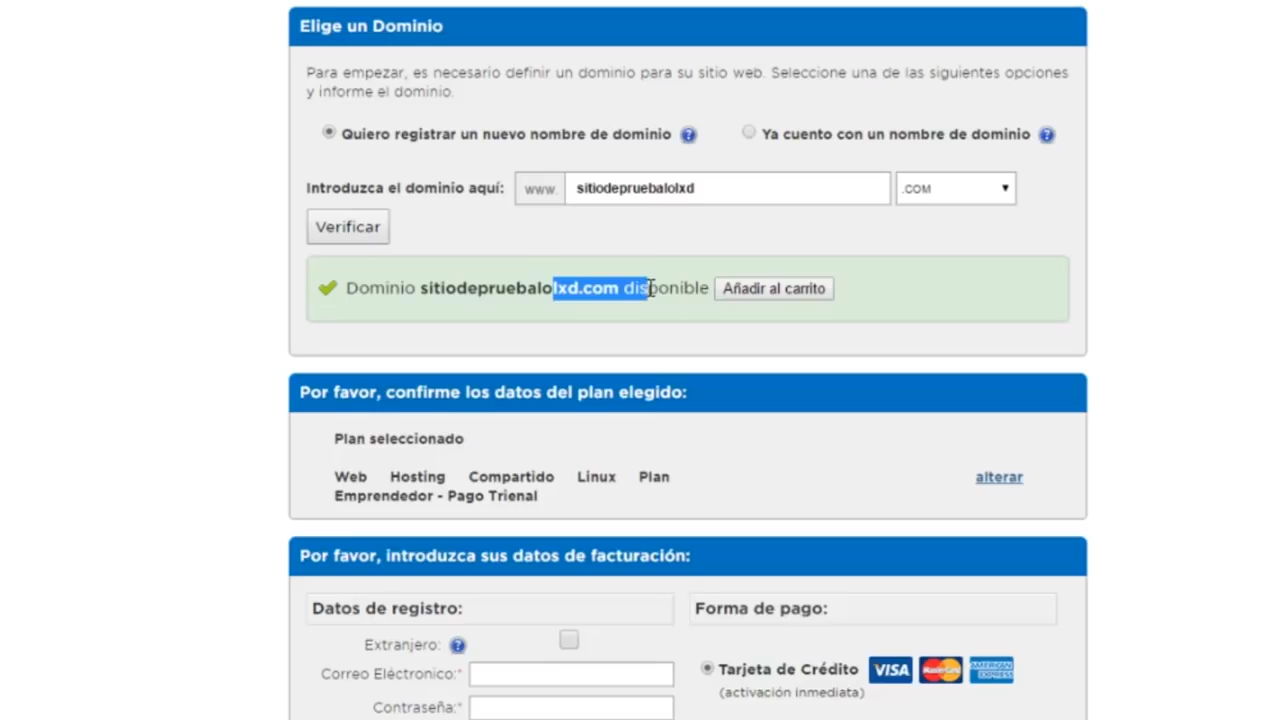 Elige un Dominio
Para empezar, es necesario definir un dominio para su sitio web. Seleccione una de las siguientes opciones
y informe el dominio.
Quiero registrar un nuevo nombre de dominio ? Ya cuento con un nombre de dominio ?
Introduzca el dominio aquí: www. sitiodepruebalolxd .COM
Verificar
Dominio sitiodepruebalolxd.com disponible Añadir al carrito
Por favor, confirme los datos del plan elegido:
Plan seleccionado
Web Hosting Compartido Linux Plan alterar
Emprendedor - Pago Trienal
Por favor, introduzca sus datos de facturación:
Datos de registro: Forma de pago:
Extranjero: ?
Correo Eléctronico:* Tarjeta de Crédito VISA MasterCard AMERICAN EXPRESS
(activación inmediata)
Contraseña:*